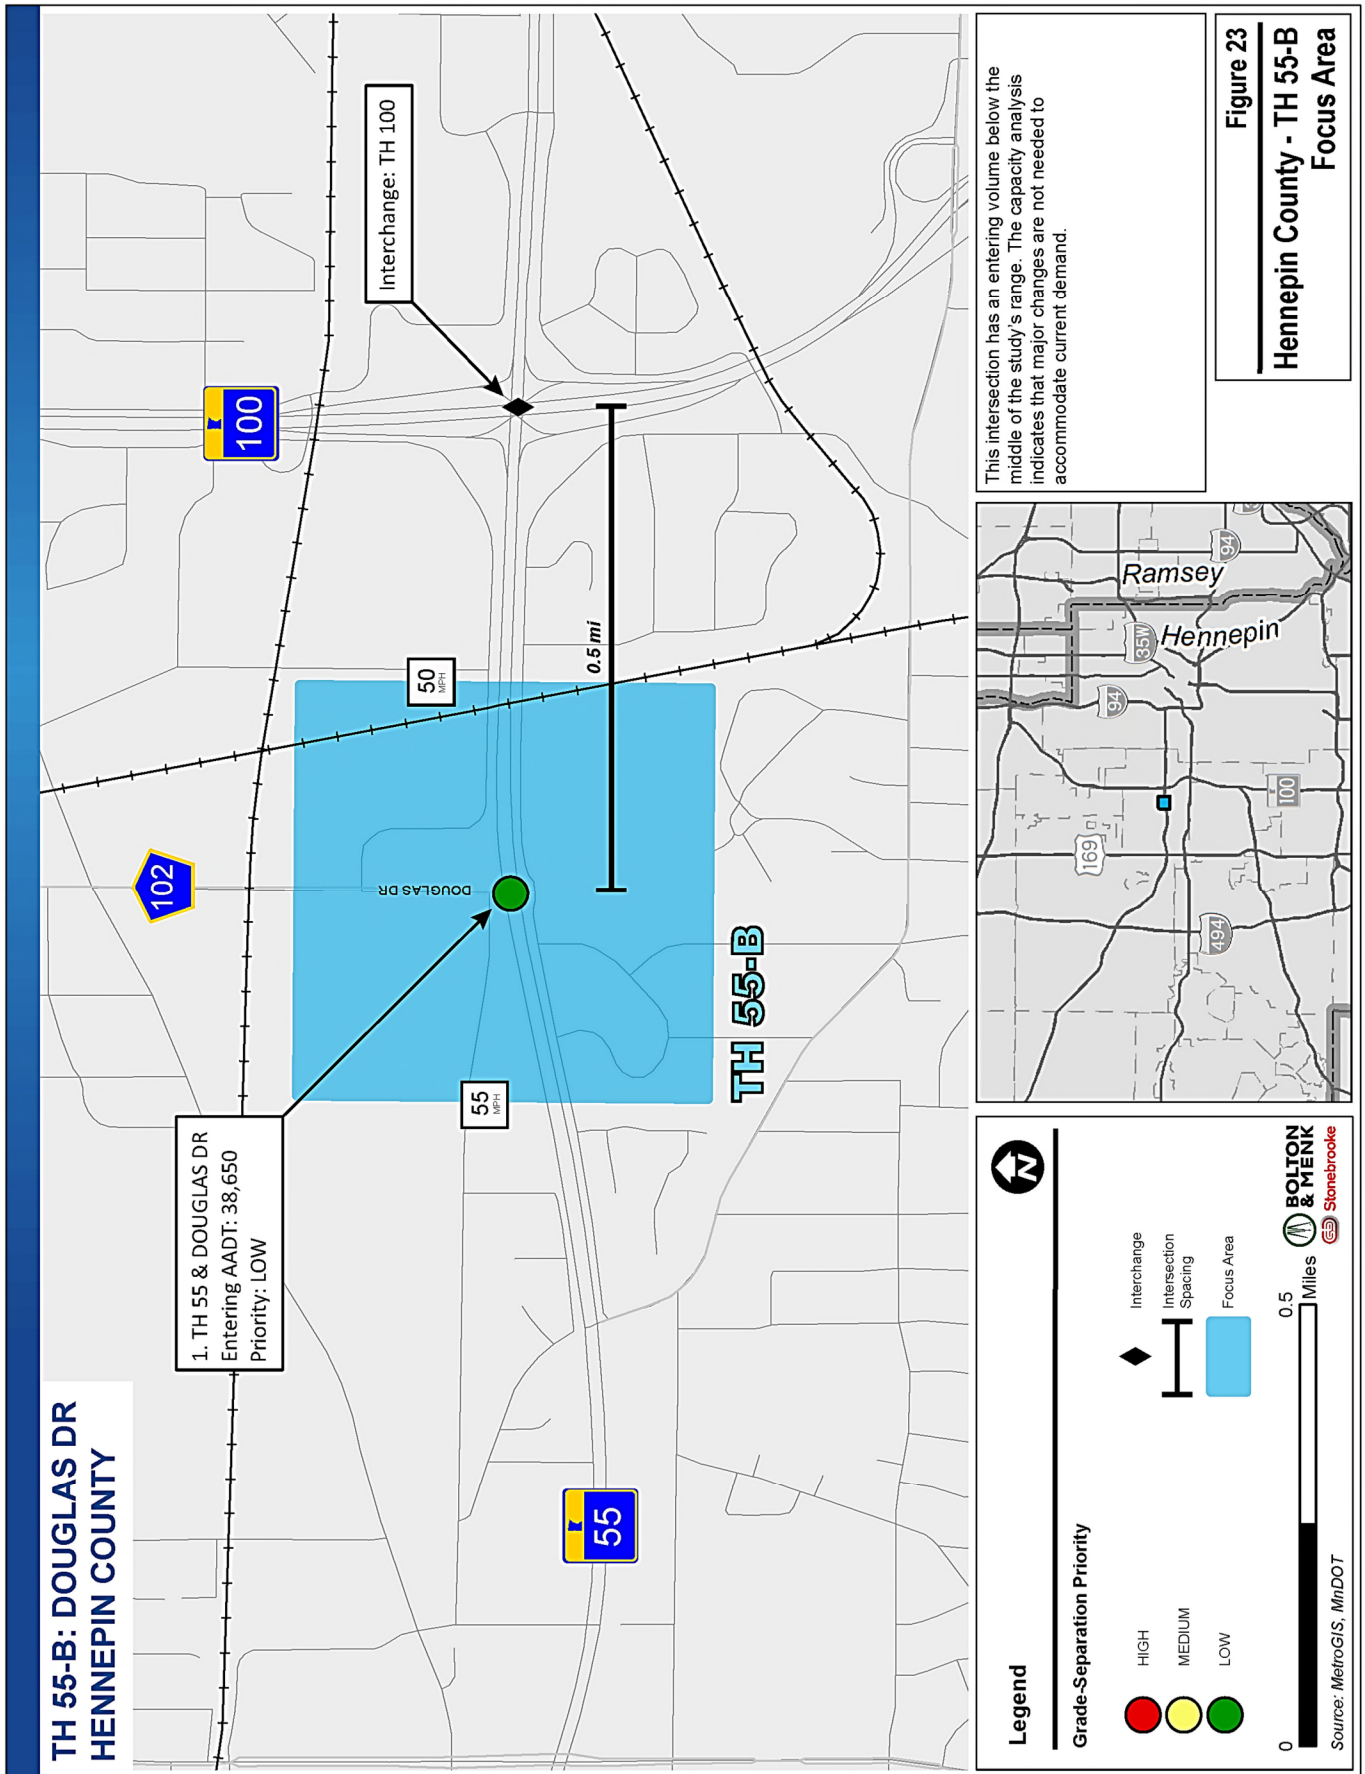 TH 55-B: DOUGLAS DR
HENNEPIN COUNTY
1. TH 55 & DOUGLAS DR
Entering AADT: 38,650
Priority: LOW
102
100
Interchange: TH 100
DOUGLAS DR
50
MPH
55
MPH
0.5 mi
TH 55-B
55
Legend
Grade-Separation Priority
HIGH
MEDIUM
LOW
Interchange
Intersection
Spacing
Focus Area
N
0
0.5
Miles
Source: MetroGIS, MnDOT
BOLTON
& MENK
Stonebrooke
Ramsey
Hennepin
94
35W
94
169
100
494
This intersection has an entering volume below the
middle of the study's range. The capacity analysis
indicates that major changes are not needed to
accommodate current demand.
Figure 23
Hennepin County - TH 55-B
Focus Area